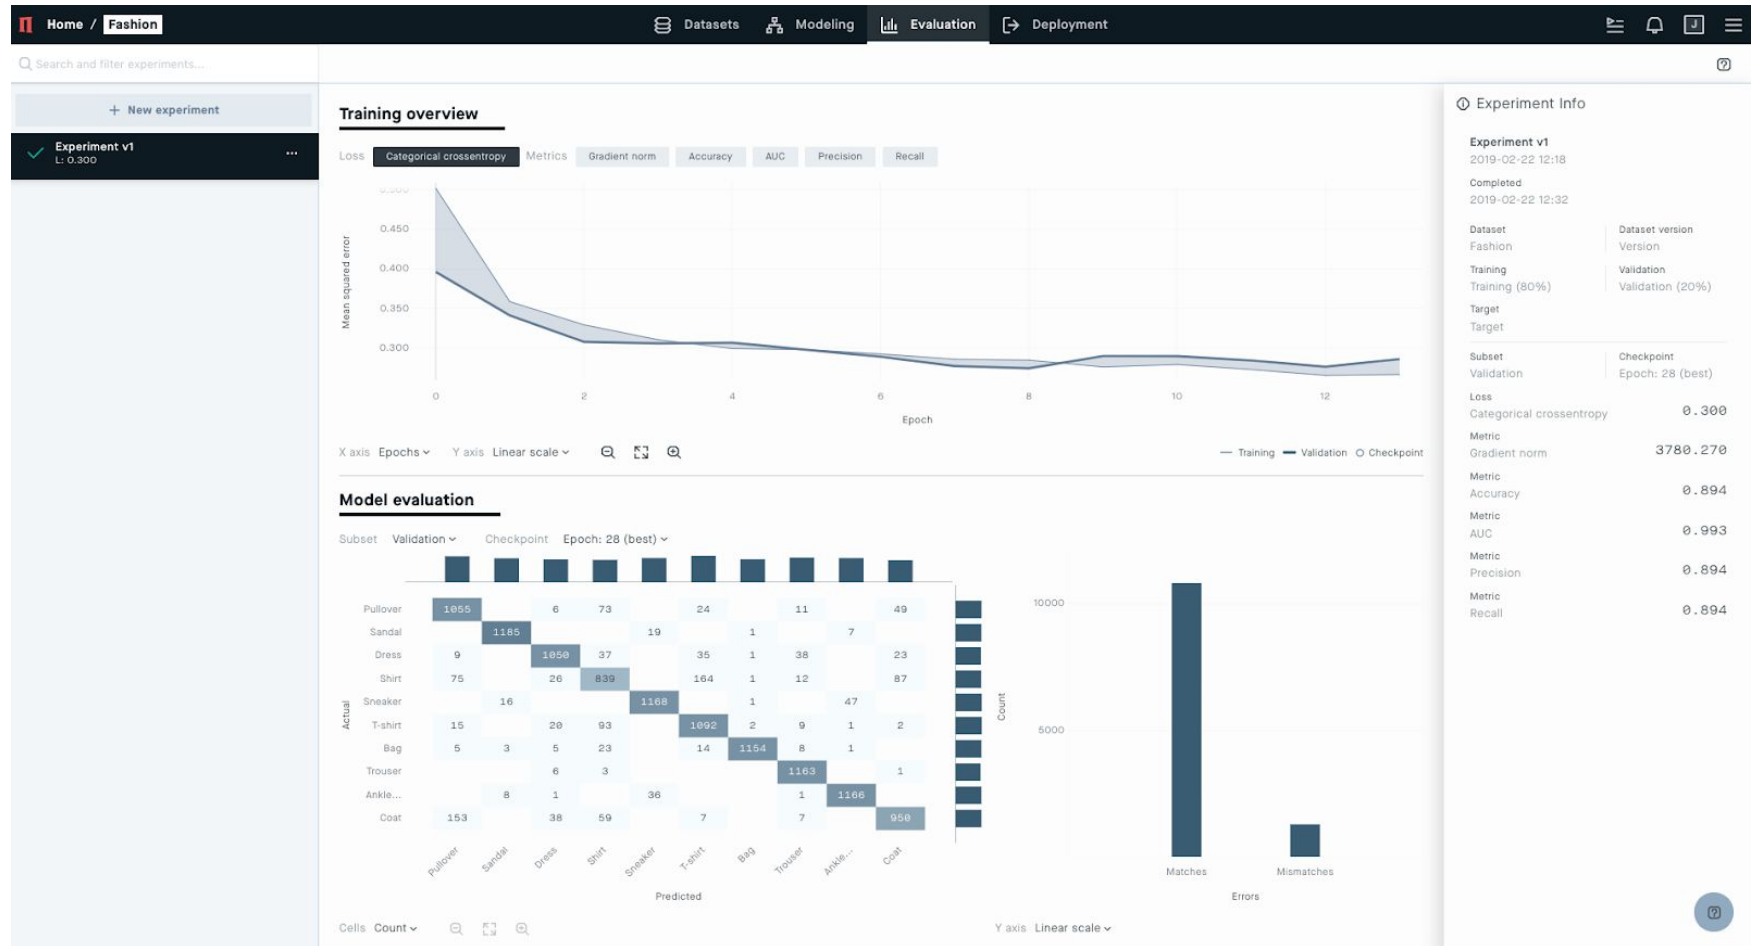 Home / Fashion
Datasets
Modeling
Evaluation
Deployment
J
Search and filter experiments...
+ New experiment
Experiment v1
L: 0.300
Training overview
Loss Categorical crossentropy Metrics Gradient norm Accuracy AUC Precision Recall
0.500
0.450
0.400
0.350
0.300
Mean squared error
0 2 4 6 8 10 12
Epoch
X axis Epochs Y axis Linear scale
Training Validation Checkpoint
Model evaluation
Subset Validation Checkpoint Epoch: 28 (best)
Actual
Pullover 1055 6 73 24 11 49
Sandal 1185 19 1 7
Dress 9 1050 37 35 1 38 23
Shirt 75 26 839 164 1 12 87
Sneaker 16 1168 1 47
T-shirt 15 20 93 1092 2 9 1 2
Bag 5 3 5 23 14 1154 8 1
Trouser 6 3 1163 1
Ankle... 8 1 36 1 1166
Coat 153 38 59 7 7 950
Pullover Sandal Dress Shirt Sneaker T-shirt Bag Trouser Ankle... Coat
Predicted
Cells Count
10000
5000
Count
Matches Mismatches
Errors
Y axis Linear scale
Experiment Info
Experiment v1
2019-02-22 12:18
Completed
2019-02-22 12:32
Dataset Dataset version
Fashion Version
Training Validation
Training (80%) Validation (20%)
Target
Target
Subset Checkpoint
Validation Epoch: 28 (best)
Loss
Categorical crossentropy 0.300
Metric
Gradient norm 3780.270
Metric
Accuracy 0.894
Metric
AUC 0.993
Metric
Precision 0.894
Metric
Recall 0.894